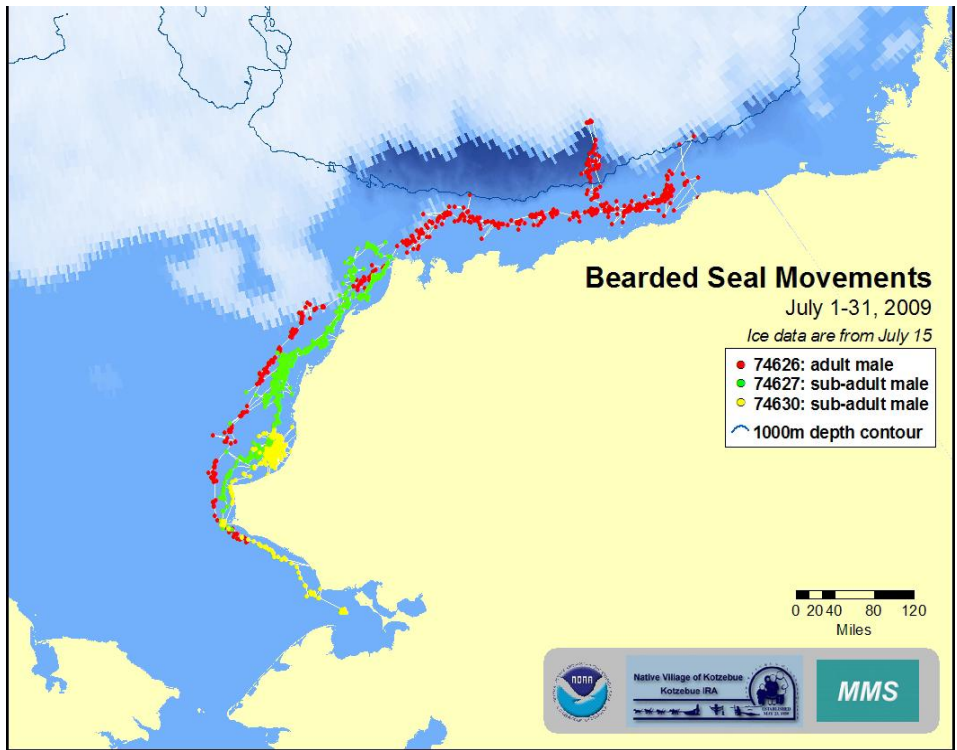 Bearded Seal Movements
July 1-31, 2009
Ice data are from July 15
74626: adult male
74627: sub-adult male
74630: sub-adult male
1000m depth contour
0 20 40 80 120
Miles
NOAA
Native Village of Kotzebue
Kotzebue IRA
MMS